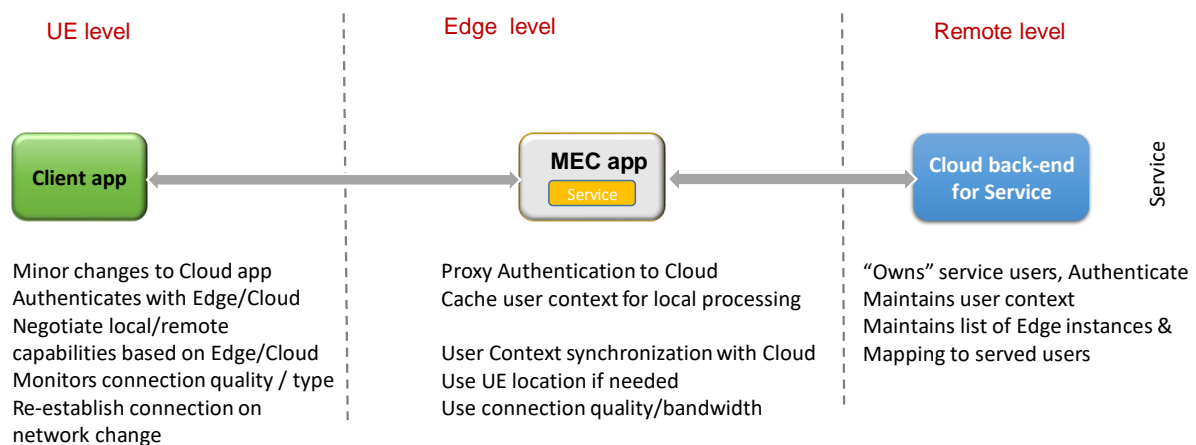 UE level
Edge level
Remote level
Client app
MEC app
Service
Cloud back-end
for Service
Service
Minor changes to Cloud app
Authenticates with Edge/Cloud
Negotiate local/remote
capabilities based on Edge/Cloud
Monitors connection quality / type
Re-establish connection on
network change
Proxy Authentication to Cloud
Cache user context for local processing
User Context synchronization with Cloud
Use UE location if needed
Use connection quality/bandwidth
“Owns” service users, Authenticate
Maintains user context
Maintains list of Edge instances &
Mapping to served users